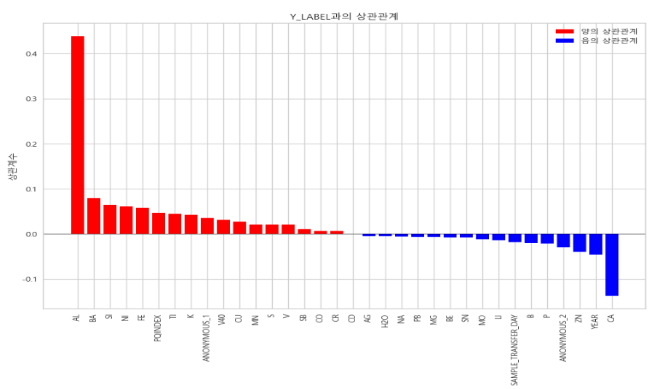 Y_LABEL과의 상관관계
양의 상관관계
음의 상관관계
상관계수
0.4
0.3
0.2
0.1
0.0
-0.1
AL
BA
SI
NI
FE
PQINDEX
TI
K
ANONYMOUS_1
V40
CU
MN
S
V
SB
CO
CR
CD
AG
H2O
NA
PB
MG
BE
SN
MO
LI
SAMPLE_TRANSFER_DAY
B
P
ANONYMOUS_2
ZN
YEAR
CA